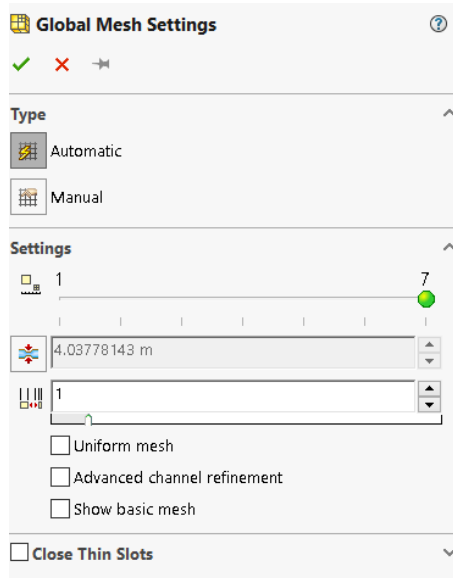 Global Mesh Settings
Type
Automatic
Manual
Settings
1 7
4.03778143 m
1
Uniform mesh
Advanced channel refinement
Show basic mesh
Close Thin Slots